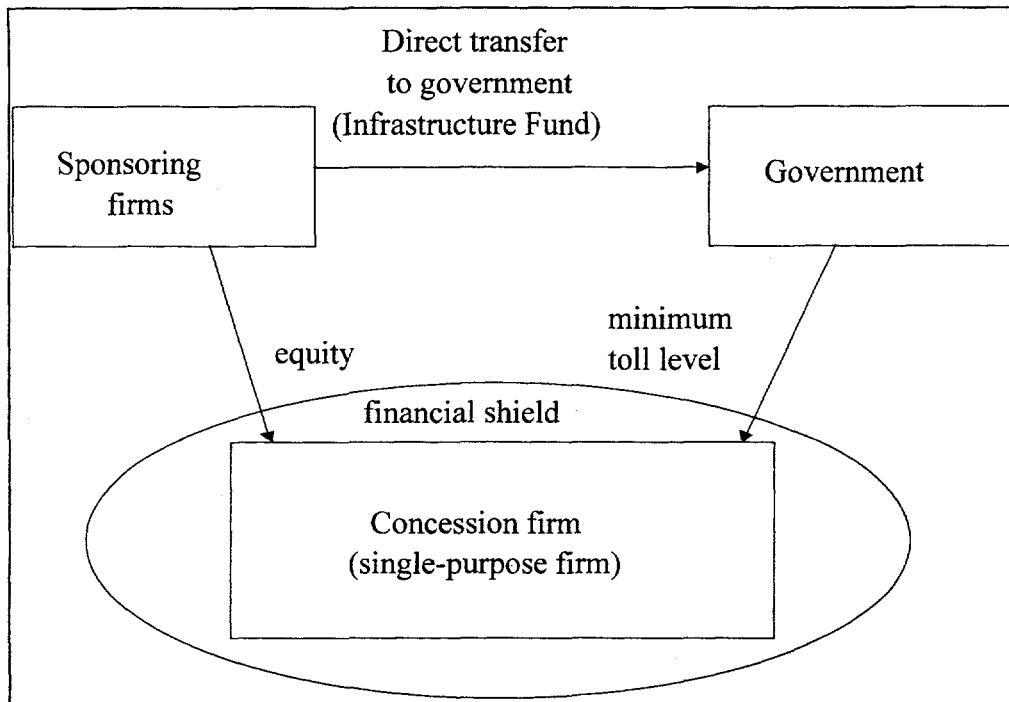 Direct transfer
to government
(Infrastructure Fund)
Sponsoring
firms
Government
equity
minimum
toll level
financial shield
Concession firm
(single-purpose firm)